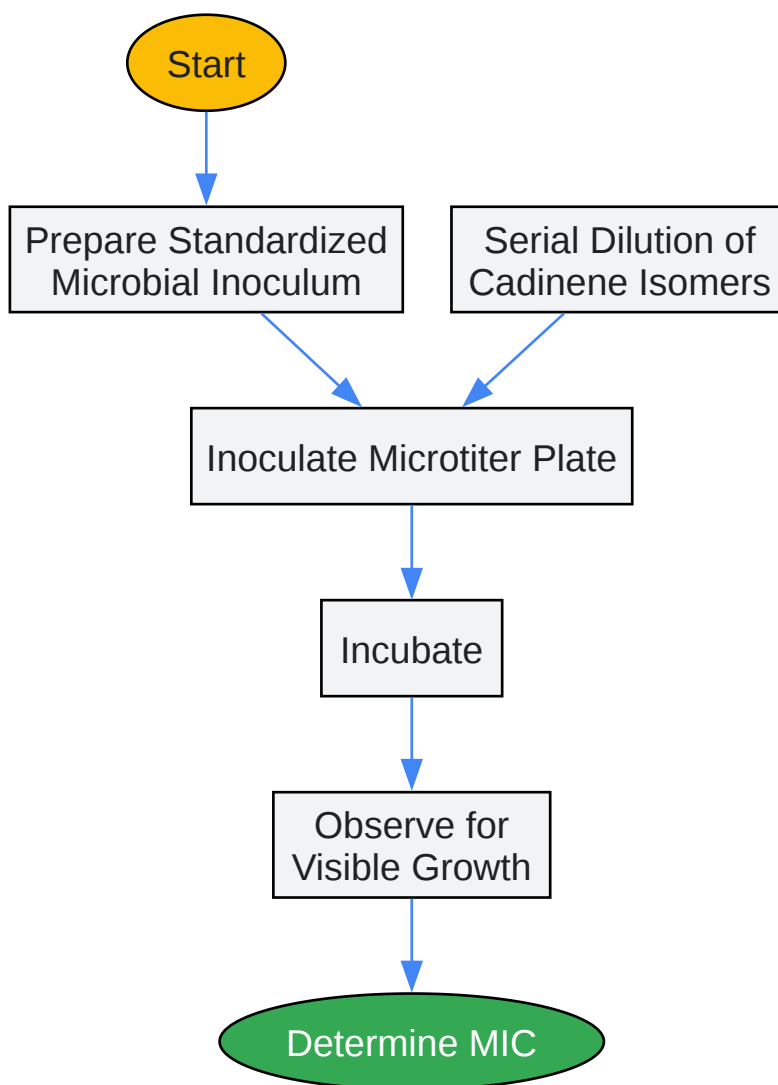 Start
Prepare Standardized
Microbial Inoculum
Serial Dilution of
Cadinene Isomers
Inoculate Microtiter Plate
Incubate
Observe for
Visible Growth
Determine MIC